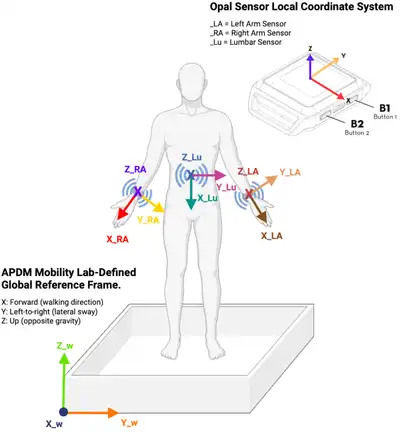 Opal Sensor Local Coordinate System
_LA = Left Arm Sensor
_RA = Right Arm Sensor
_Lu = Lumbar Sensor
Z
Y
X
B1
Button 1
B2
Button 2
Z_RA
Z_Lu
Z_LA
Y_LA
X
X
X
Y_Lu
X_Lu
Y_RA
X_RA
X_LA
APDM Mobility Lab-Defined
Global Reference Frame.
X: Forward (walking direction)
Y: Left-to-right (lateral sway)
Z: Up (opposite gravity)
Z_w
X_w
Y_w